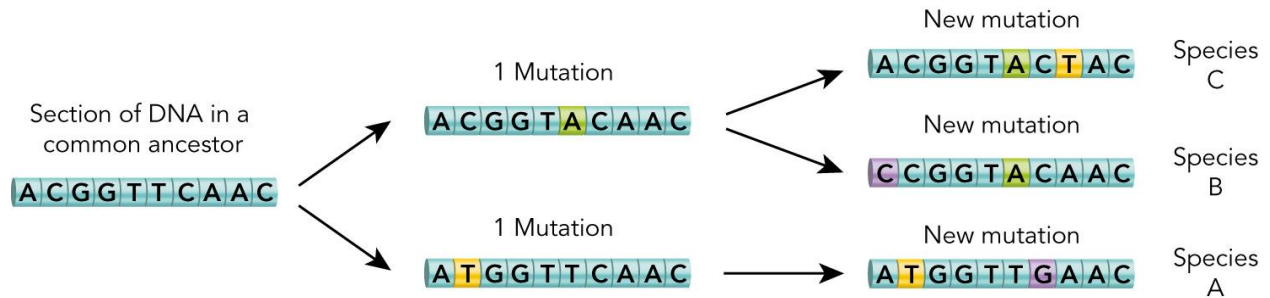 Section of DNA in a
common ancestor
ACGGTTCAAC
1 Mutation
ACGGTACAAC
1 Mutation
ATGGTTCAAC
New mutation
ACGGTACTAC
Species
C
New mutation
CCGGTACAAC
Species
B
New mutation
ATGGTTGAAC
Species
A